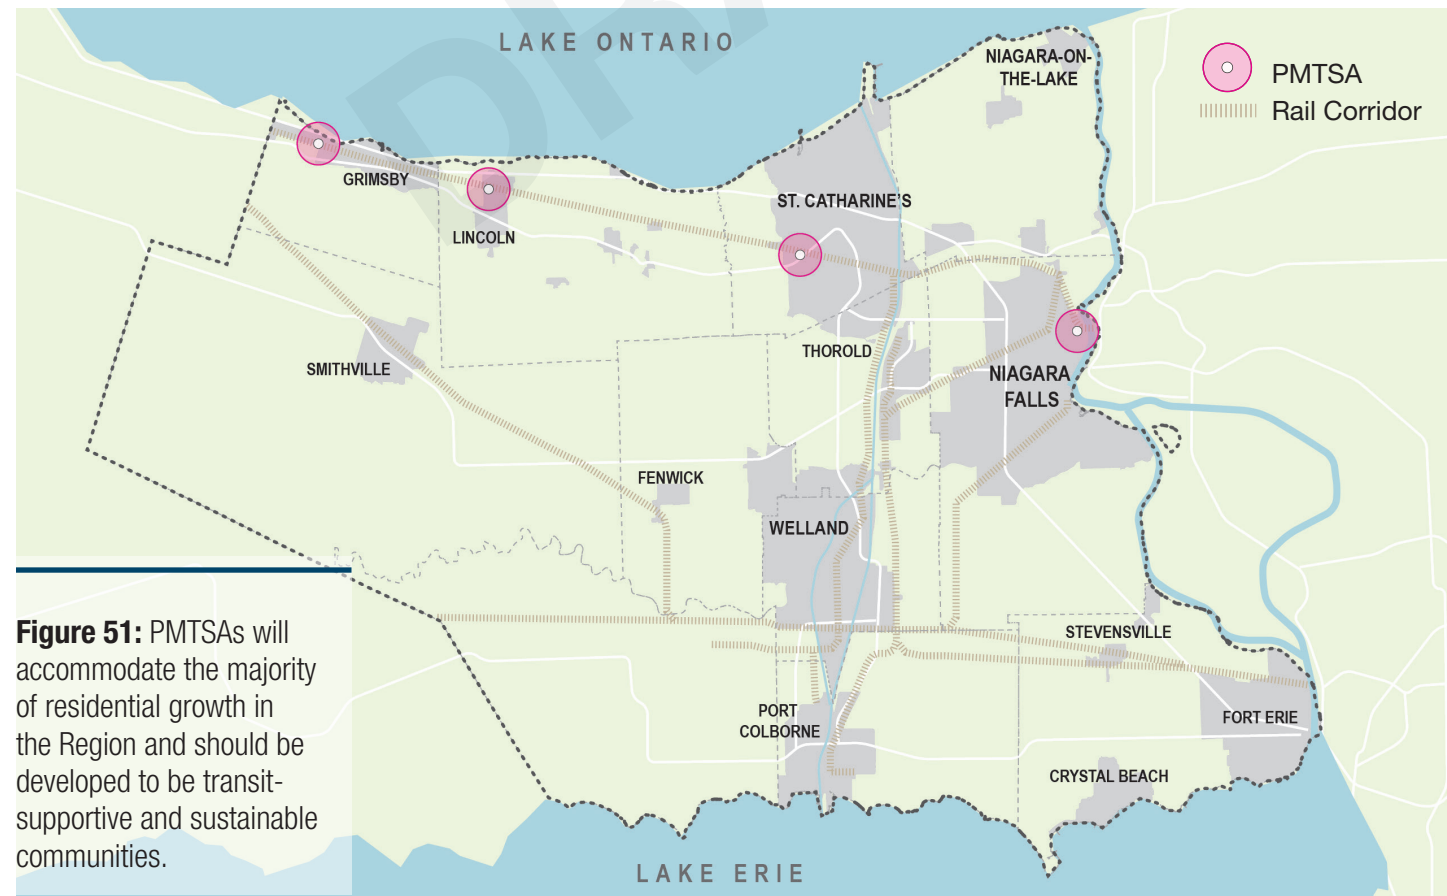 LAKE ONTARIO
NIAGARA-ON-
THE-LAKE
PMTSA
Rail Corridor
GRIMSBY
ST. CATHARINE'S
LINCOLN
THOROLD
SMITHVILLE
NIAGARA
FALLS
FENWICK
WELLAND
Figure 51: PMTSAs will
accommodate the majority
of residential growth in
the Region and should be
developed to be transit-
supportive and sustainable
communities.
STEVENSVILLE
PORT
COLBORNE
FORT ERIE
CRYSTAL BEACH
LAKE ERIE